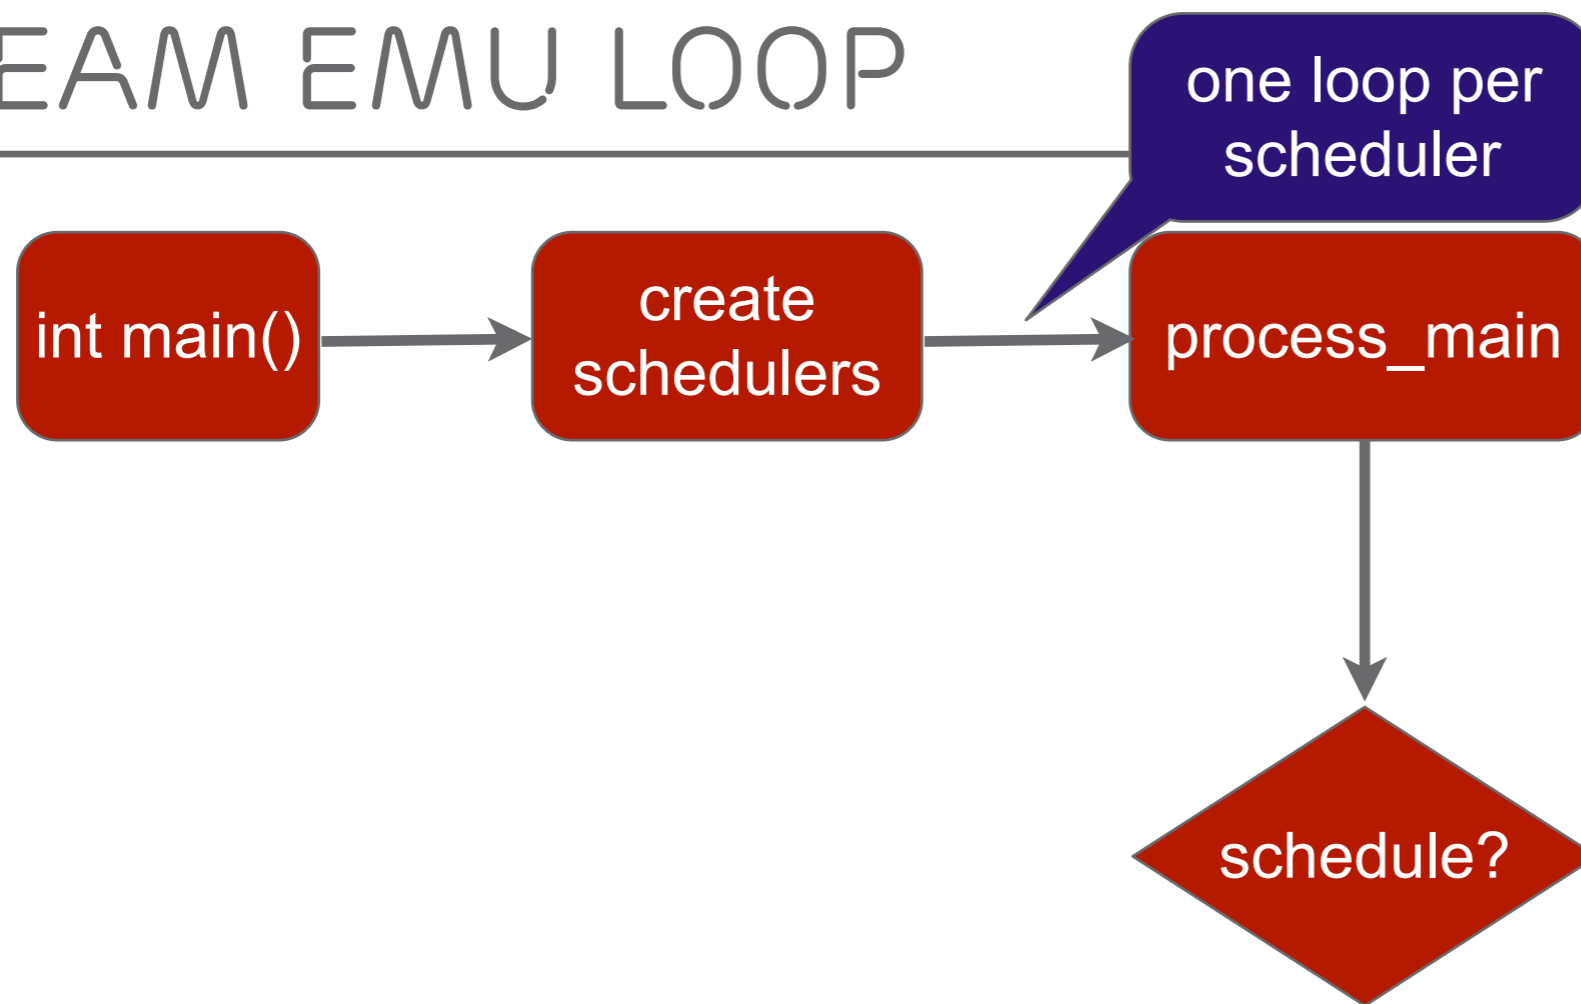 EAM EMU LOOP
one loop per
scheduler
int main()
create
schedulers
process_main
schedule?